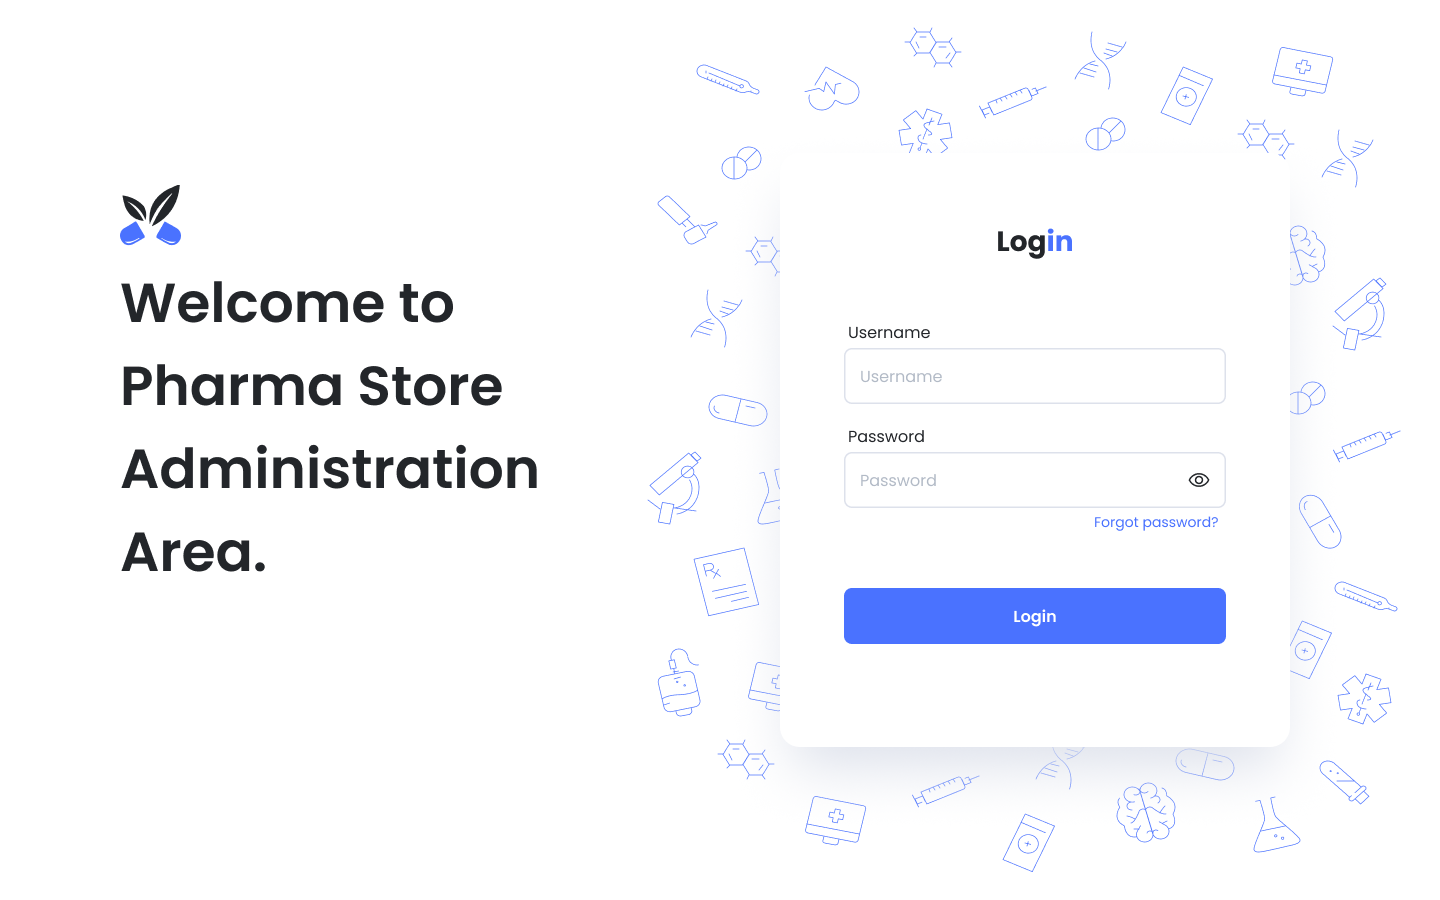 Welcome to
Pharma Store
Administration
Area.
Login
Username
Username
Password
Password
Forgot password?
Login
Rx